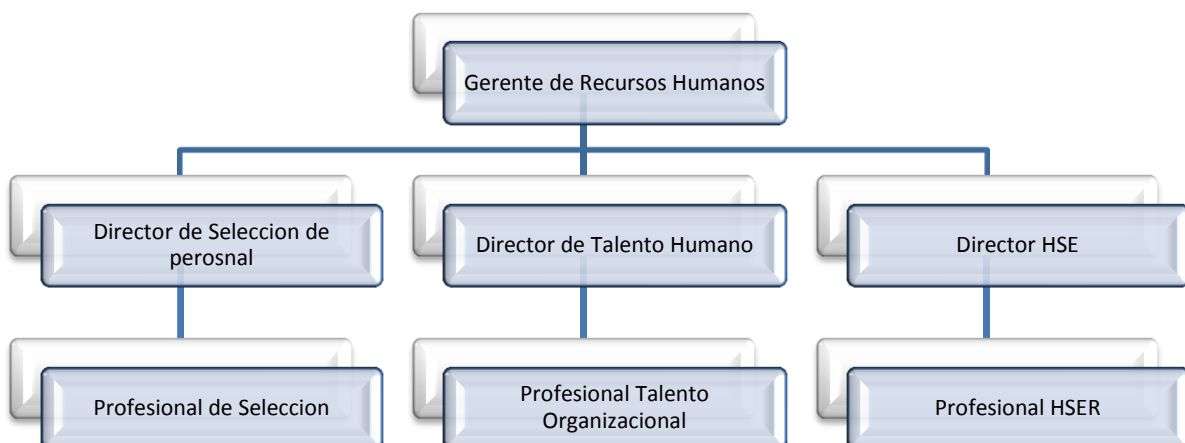 Gerente de Recursos Humanos
Director de Seleccion de
perosnal
Director de Talento Humano
Director HSE
Profesional de Seleccion
Profesional Talento
Organizacional
Profesional HSER